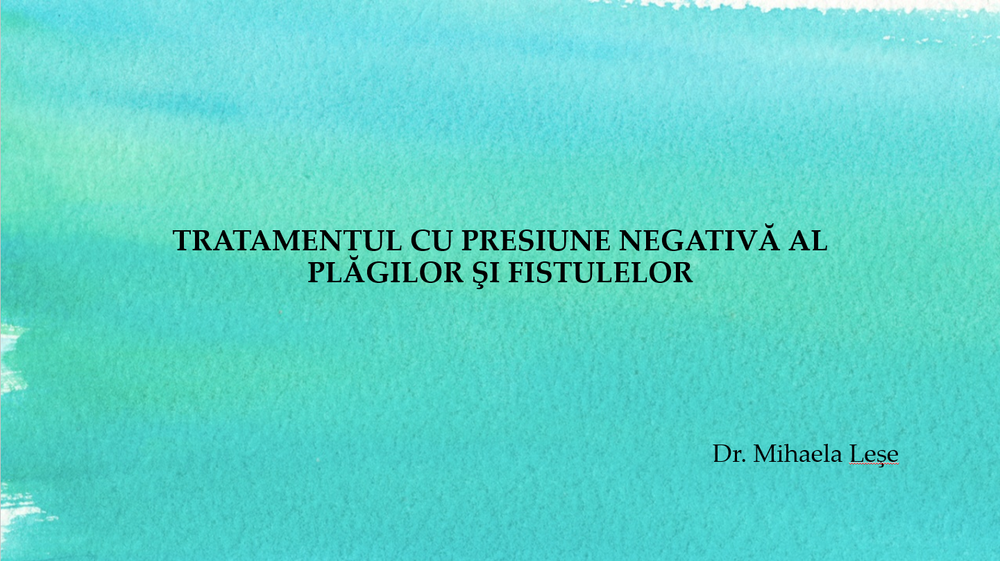 TRATAMENTUL CU PRESIUNE NEGATIVĂ AL
PLĂGILOR ŞI FISTULELOR
Dr. Mihaela Leşe